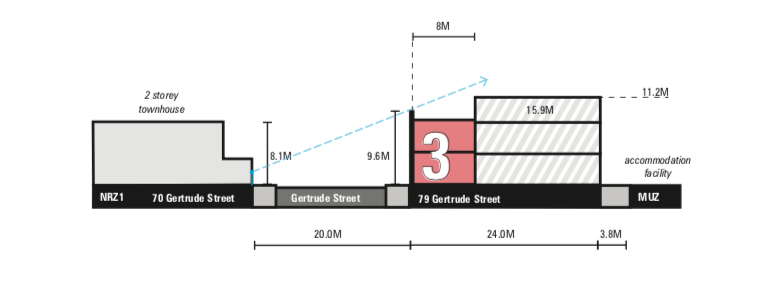 8M
11.2M
2 storey
townhouse
15.9M
8.1M
9.6M
3
accommodation
facility
NRZ1
70 Gertrude Street
Gertrude Street
79 Gertrude Street
MUZ
20.0M
24.0M
3.8M